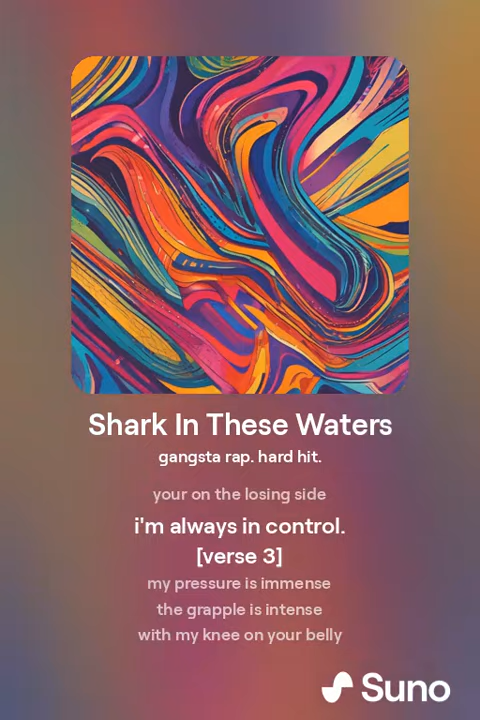 Shark In These Waters
gangsta rap. hard hit.
your on the losing side
i'm always in control.
[verse 3]
my pressure is immense
the grapple is intense
with my knee on your belly
Suno